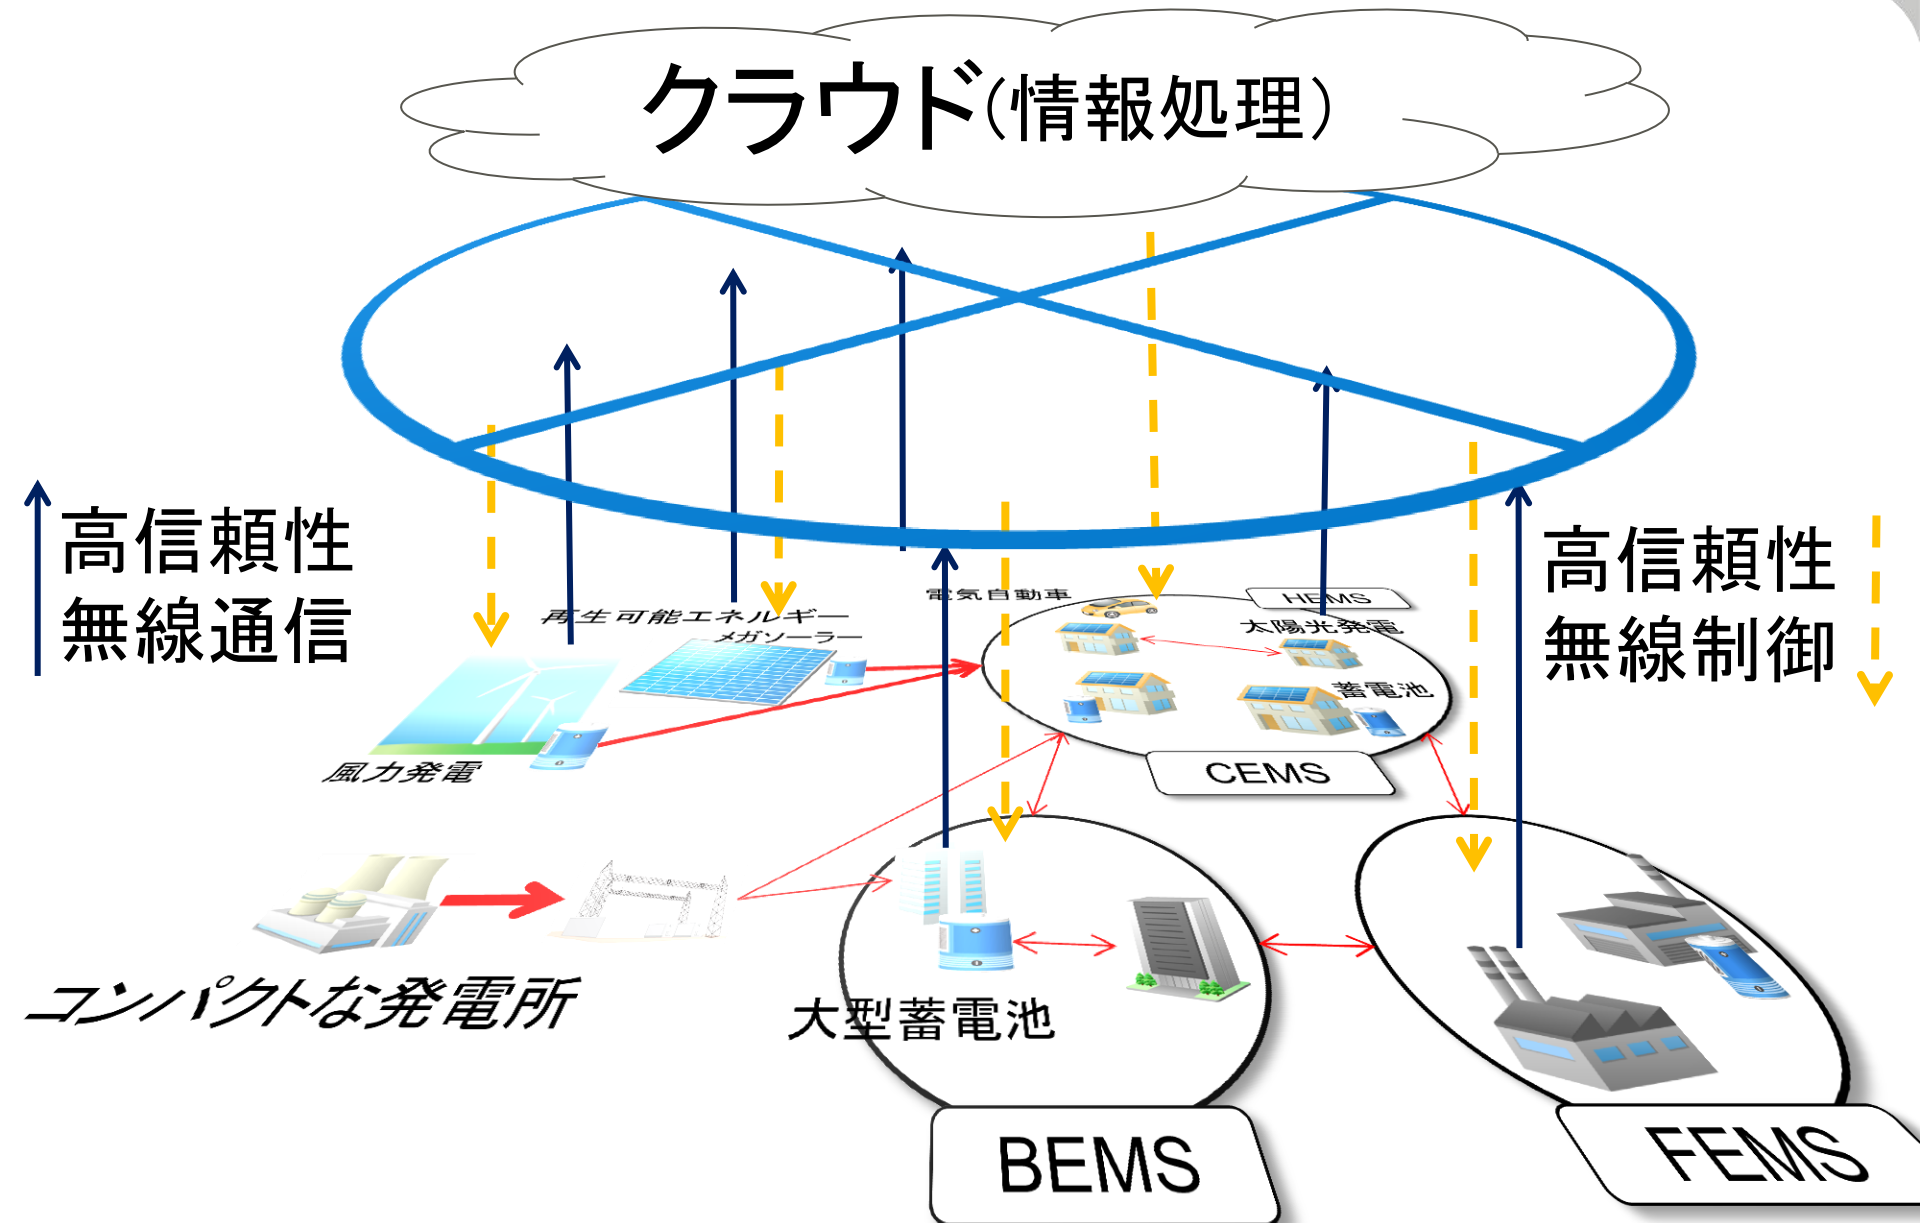 クラウド(情報処理)
高信頼性
無線通信
高信頼性
無線制御
電気自動車
HEMS
再生可能エネルギー
メガソーラー
太陽光発電
蓄電池
風力発電
CEMS
コンパクトな発電所
大型蓄電池
BEMS
FEMS